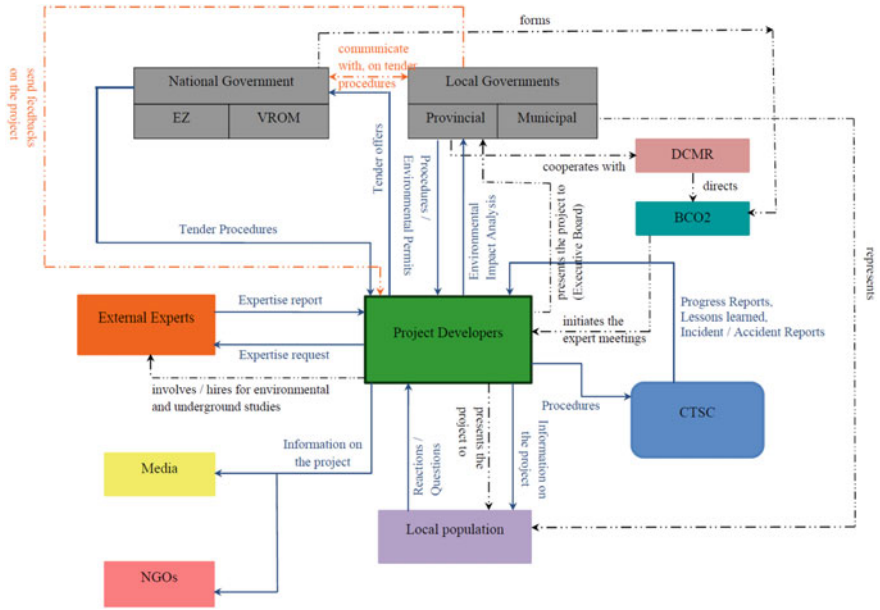 forms
communicate
with, on tender
procedures
send feedbacks
on the project
National Government
EZ
VROM
Local Governments
Provincial
Municipal
DCMR
cooperates with
directs
BCO2
Tender offers
Procedures /
Environmental Permits
Environmental
Impact Analysis
presents the project to
(Executive Board)
represents
Tender Procedures
External Experts
Expertise report
Expertise request
Project Developers
initiates the
expert meetings
Progress Reports,
Lessons learned,
Incident / Accident Reports
involves / hires for environmental
and underground studies
Procedures
CTSC
Information on
the project
Media
Reactions /
Questions
presents the
project to
Information on
the project
Local population
NGOs